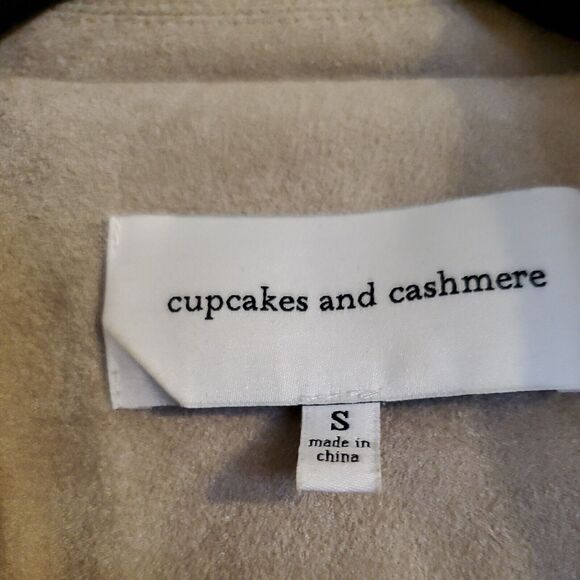 cupcakes and cashmere
S
made in
china